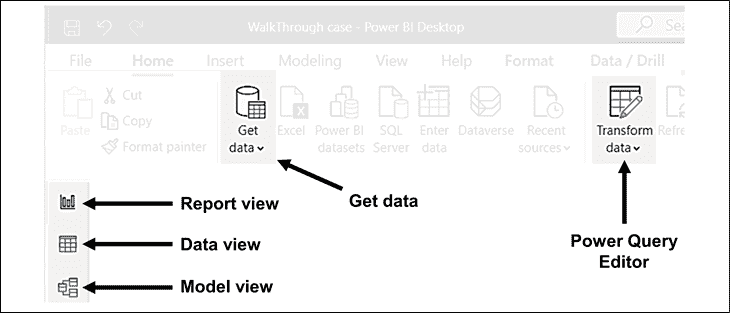 WalkThrough case - Power BI Desktop
File Home Insert Modeling View Help Format Data / Drill
Paste
Cut
Copy
Format painter
Get data
Excel
Power BI datasets
SQL Server
Enter data
Dataverse
Recent sources
Transform data
Report view
Data view
Model view
Get data
Power Query
Editor